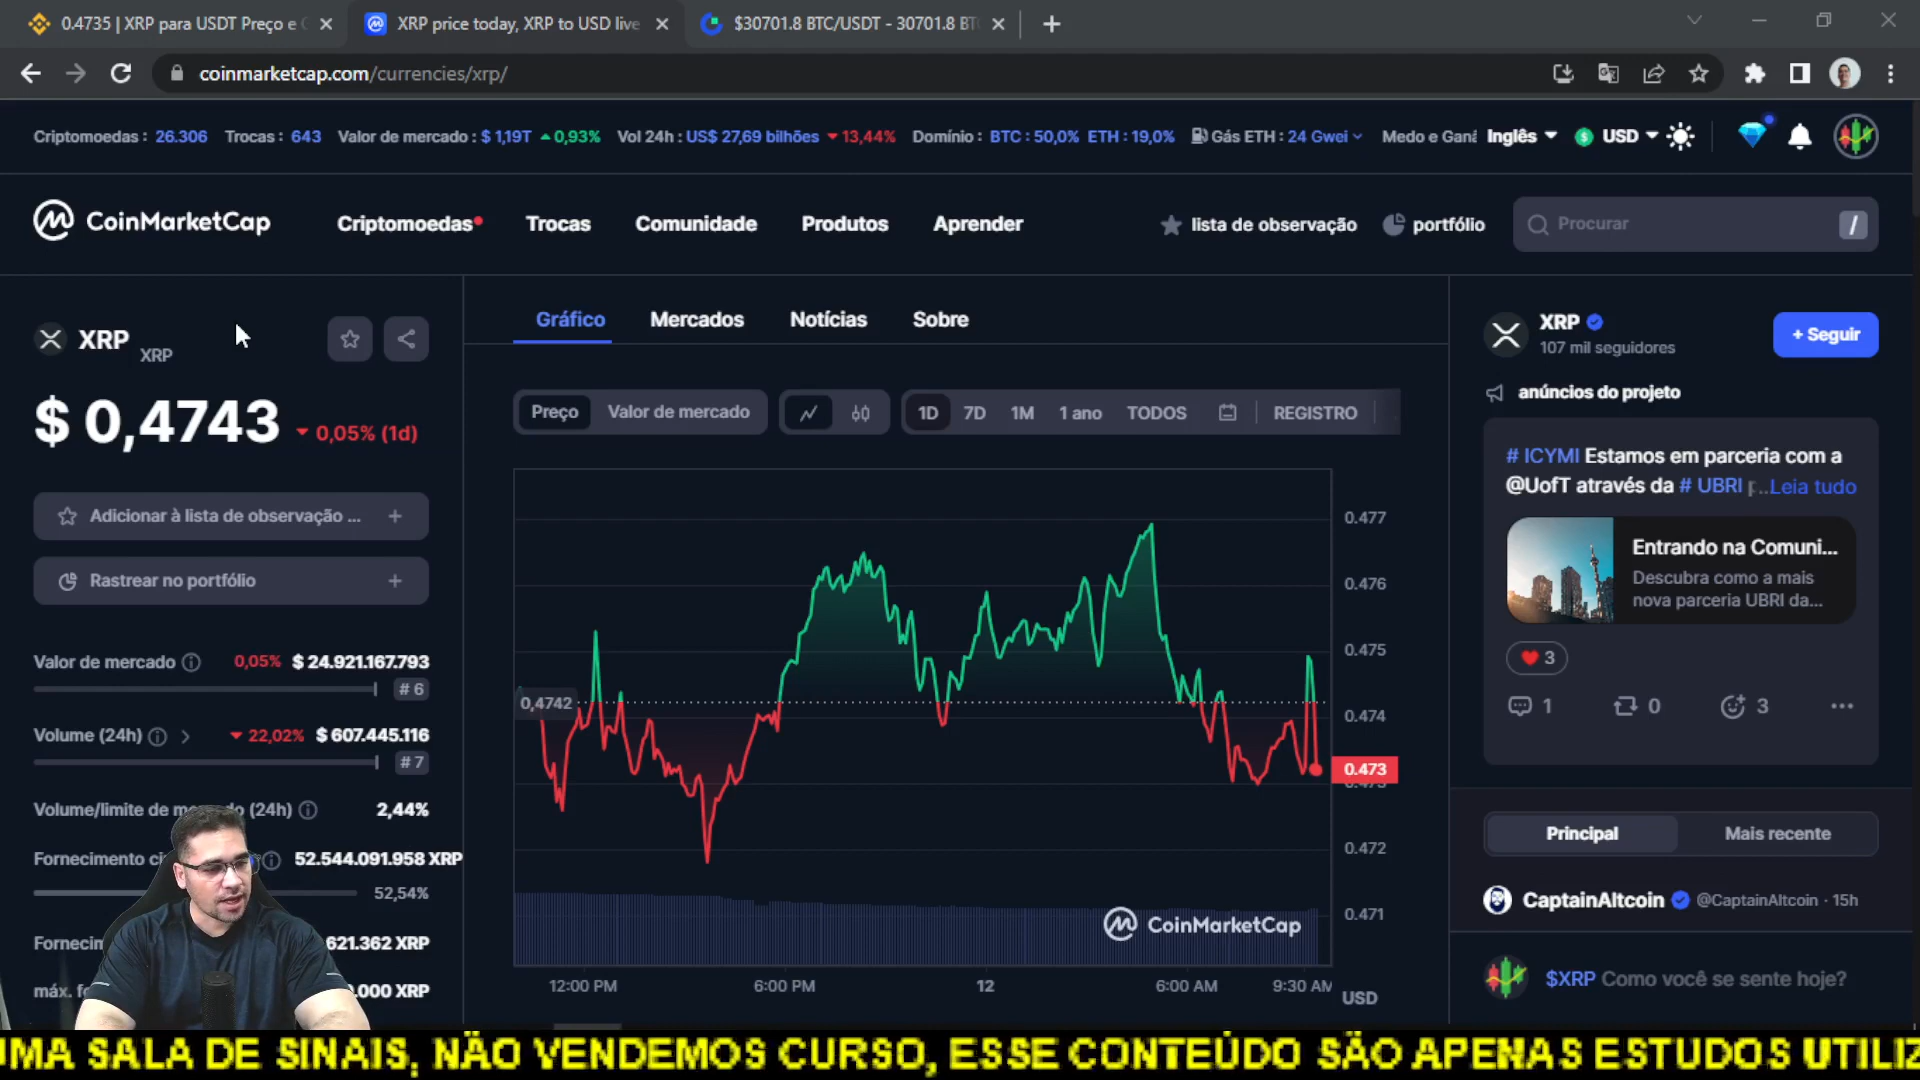 0.4735 | XRP para USDT Preço e
XRP price today, XRP to USD live
$30701.8 BTC/USDT - 30701.8
coinmarketcap.com/currencies/xrp/
Criptomoedas : 26.306 Trocas : 643 Valor de mercado : $ 1,19T 0,93% Vol 24h : US$ 27,69 bilhões 13,44% Domínio : BTC : 50,0% ETH : 19,0% Gás ETH : 24 Gwei Medo e Inglês USD
CoinMarketCap
Criptomoedas Trocas Comunidade Produtos Aprender
lista de observação portfólio Procurar /
XRP XRP
$ 0,4743 0,05% (1d)
Adicionar à lista de observação ... +
Rastrear no portfólio +
Valor de mercado 0,05% $ 24.921.167.793
# 6
Volume (24h) 22,02% $ 607.445.116
# 7
Volume/limite de (24h) 2,44%
Fornecimento 52.544.091.958 XRP
52,54%
621.362 XRP
.000 XRP
Gráfico Mercados Notícias Sobre
Preço Valor de mercado 1D 7D 1M 1 ano TODOS REGISTRO
0.477
0.476
0.475
0,4742
0.474
0.473
0.473
0.472
0.471
CoinMarketCap
12:00 PM 6:00 PM 12 6:00 AM 9:30 AM
USD
XRP
107 mil seguidores
+ Seguir
anúncios do projeto
# ICYMI Estamos em parceria com a
@UofT através da # UBRI p...Leia tudo
Entrando na Comuni...
Descubra como a mais
nova parceria UBRI da...
3
1 0 3
Principal Mais recente
CaptainAltcoin @CaptainAltcoin · 15h
$XRP Como você se sente hoje?
UMA SALA DE SINAIS, NÃO VENDEMOS CURSO, ESSE CONTEÚDO SÃO APENAS ESTUDOS UTILIZ